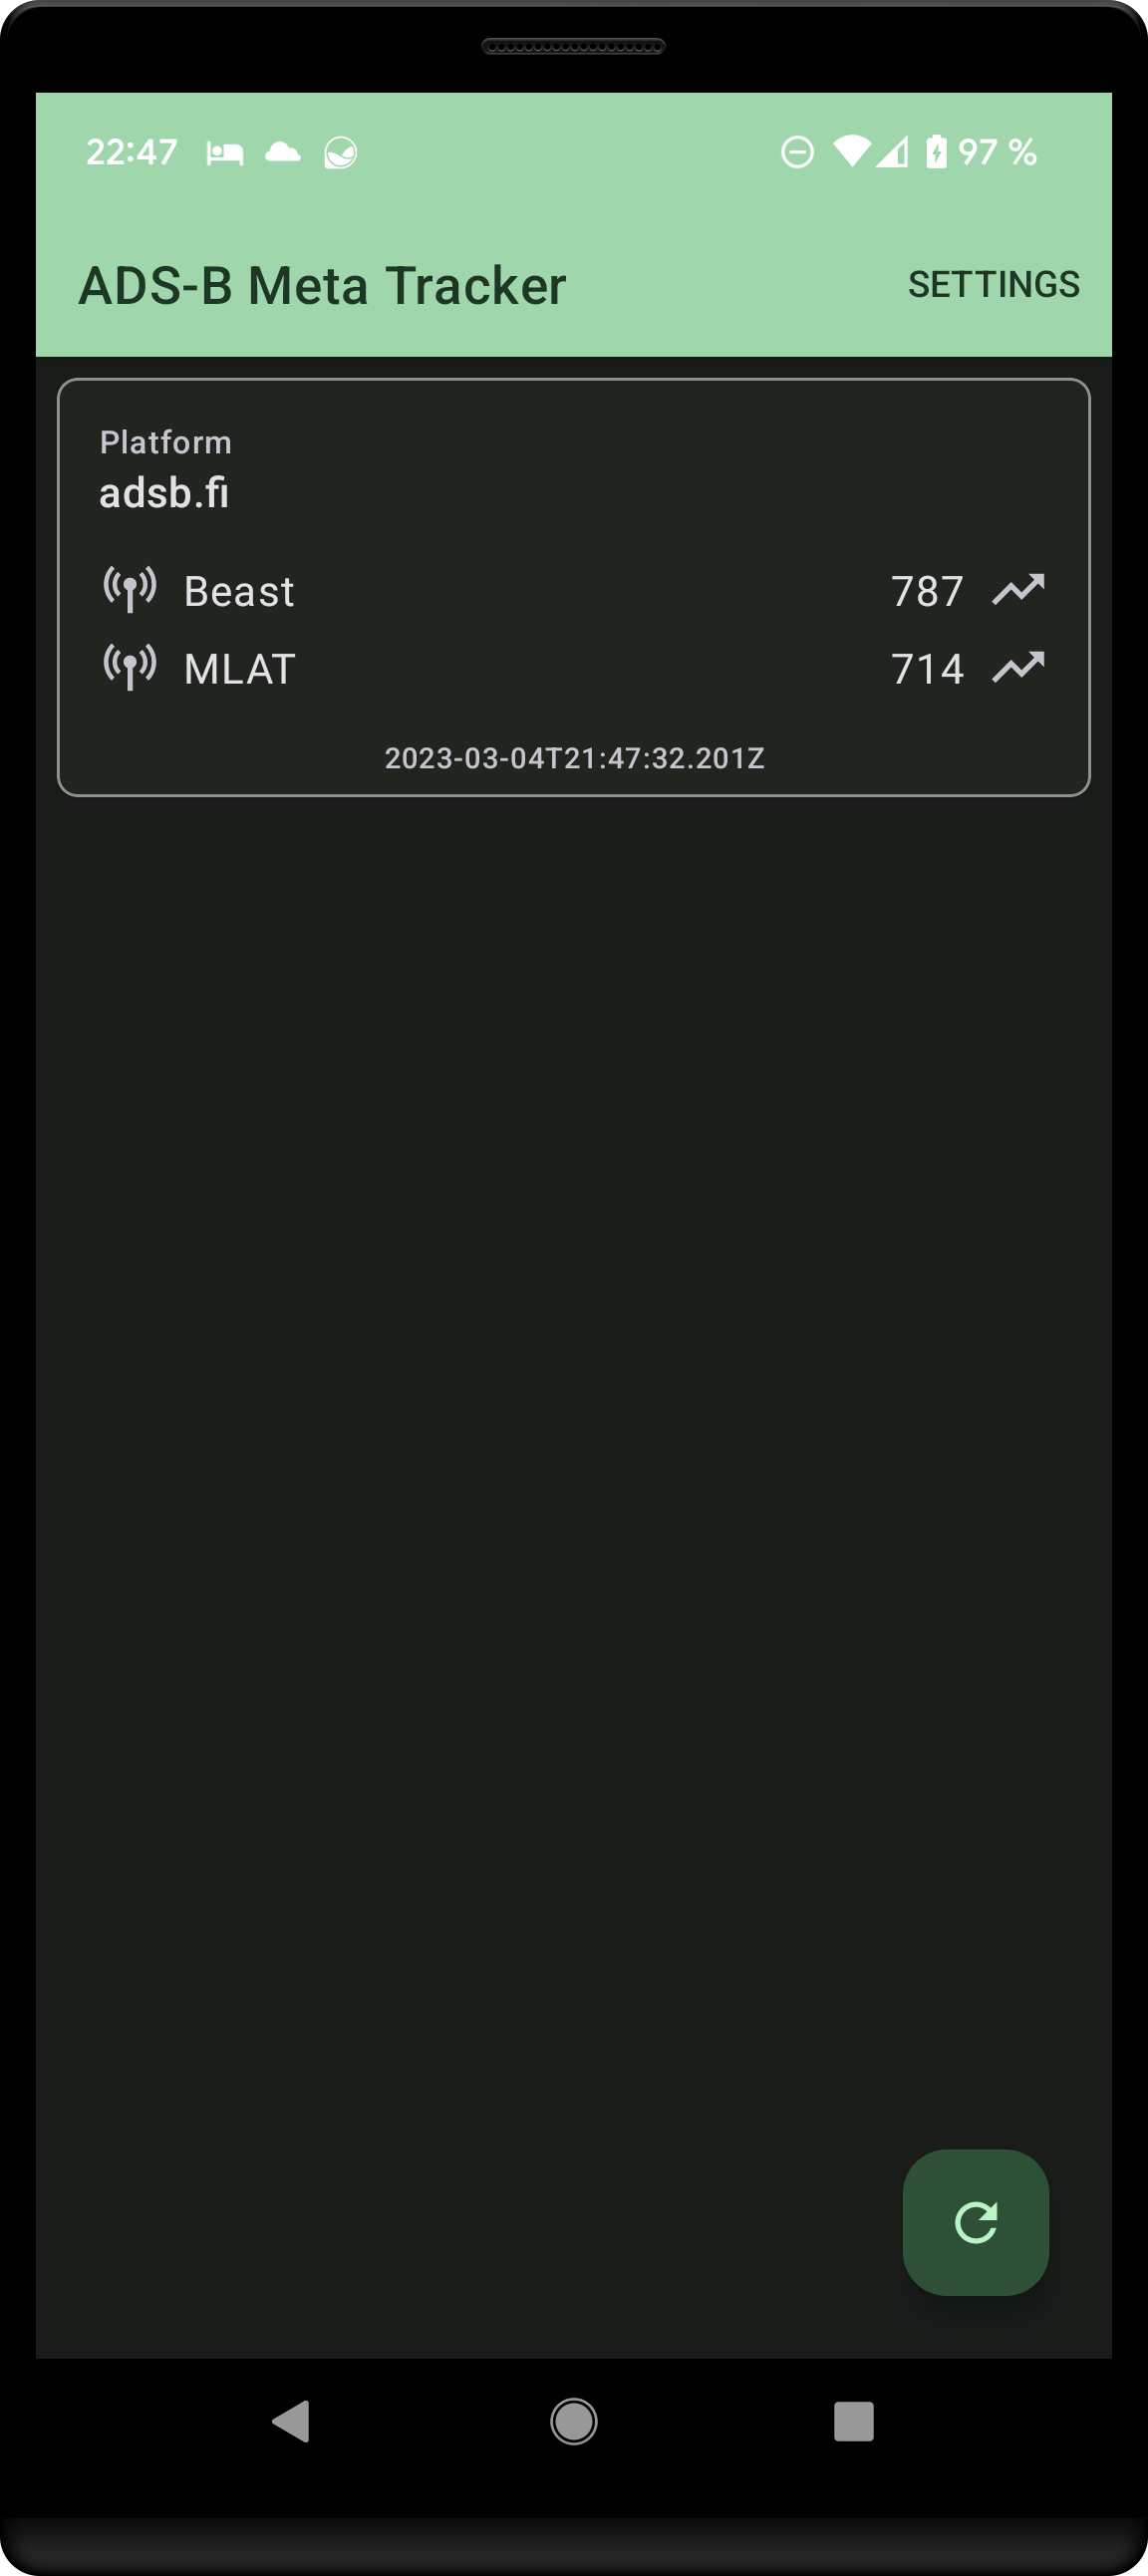 22:47 97 %
ADS-B Meta Tracker SETTINGS
Platform
adsb.fi
Beast 787
MLAT 714
2023-03-04T21:47:32.201Z